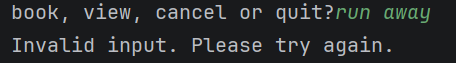 book, view, cancel or quit?run away
Invalid input. Please try again.